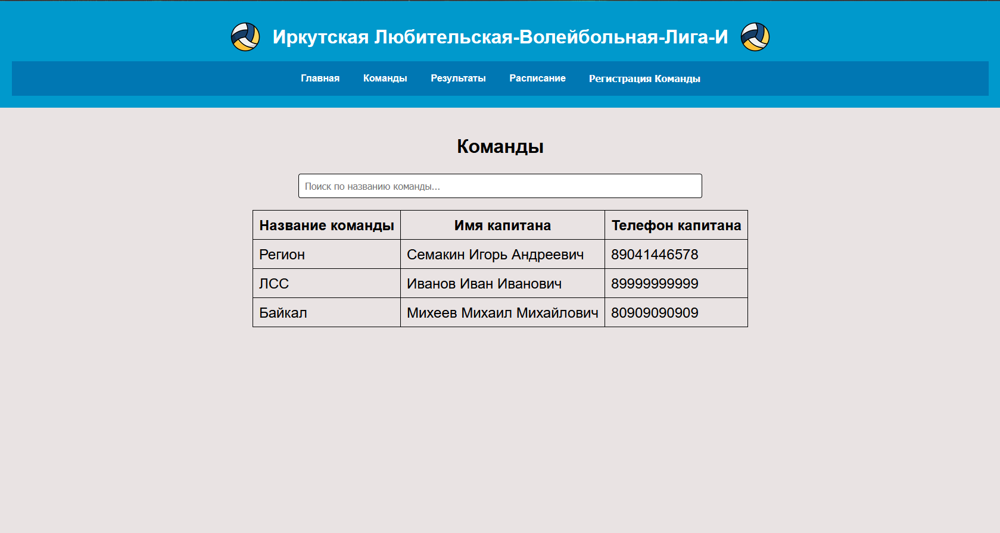 Иркутская Любительская-Волейбольная-Лига-И
Главная Команды Результаты Расписание Регистрация Команды
Команды
Поиск по названию команды...
Название команды Имя капитана Телефон капитана
Регион Семакин Игорь Андреевич 89041446578
ЛСС Иванов Иван Иванович 89999999999
Байкал Михеев Михаил Михайлович 80909090909